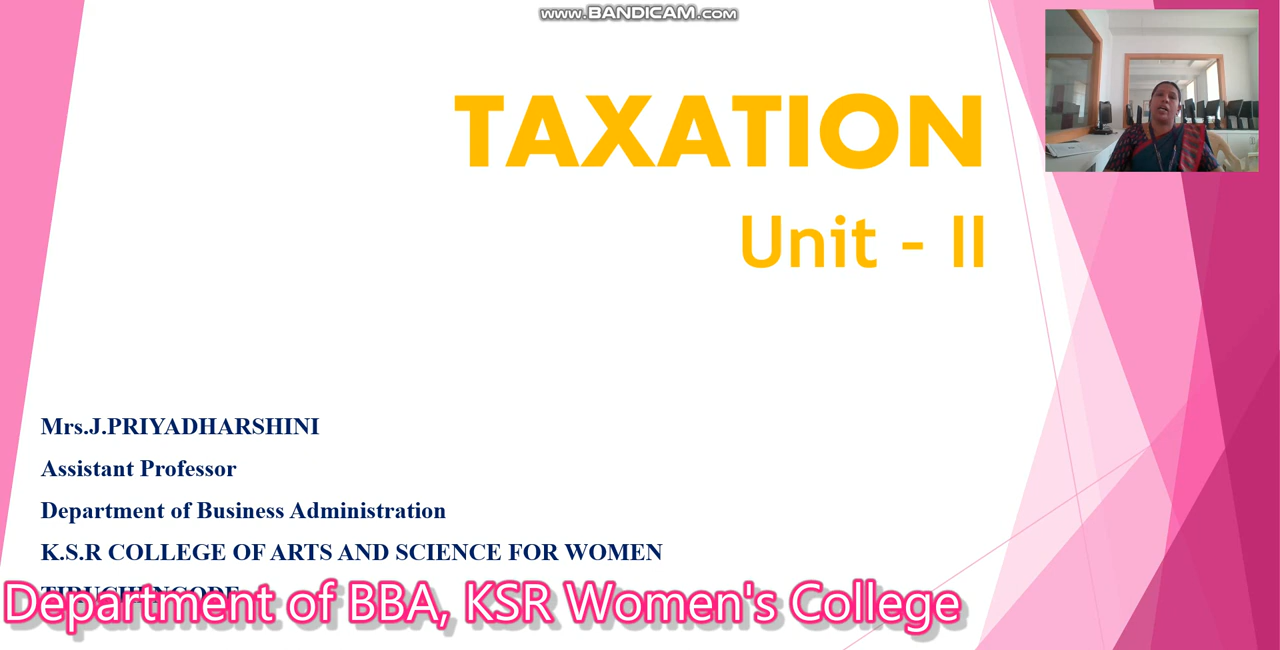 www.BANDICAM.com
TAXATION
Unit - II
Mrs.J.PRIYADHARSHINI
Assistant Professor
Department of Business Administration
K.S.R COLLEGE OF ARTS AND SCIENCE FOR WOMEN
Department of BBA, KSR Women's College